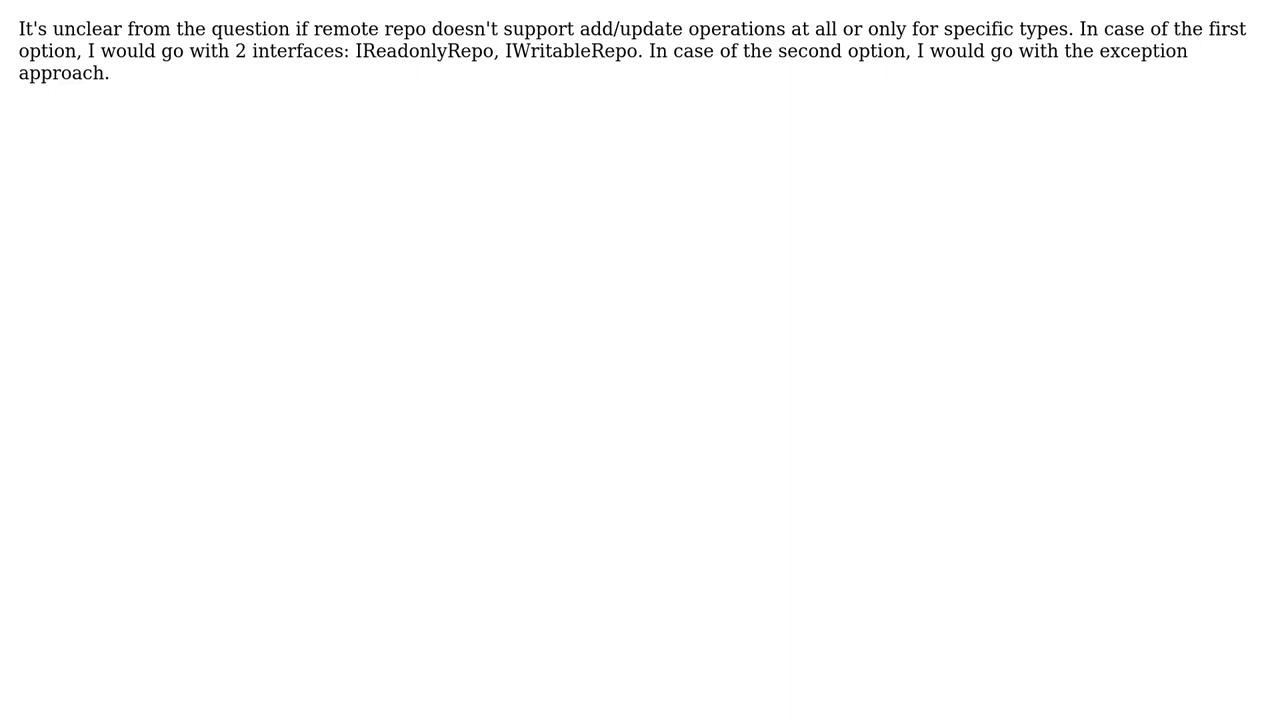 It's unclear from the question if remote repo doesn't support add/update operations at all or only for specific types. In case of the first
option, I would go with 2 interfaces: IReadonlyRepo, IWritableRepo. In case of the second option, I would go with the exception
approach.